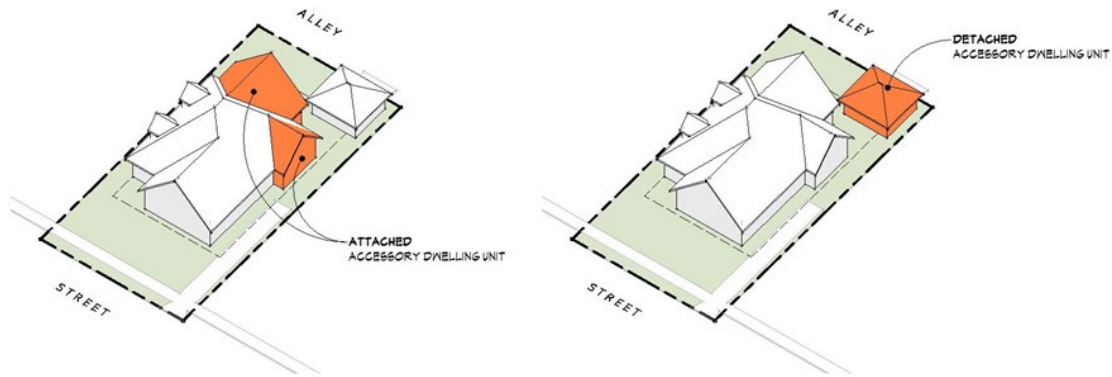 ALLEY
ATTACHED
ACCESSORY DWELLING UNIT
STREET
ALLEY
DETACHED
ACCESSORY DWELLING UNIT
STREET